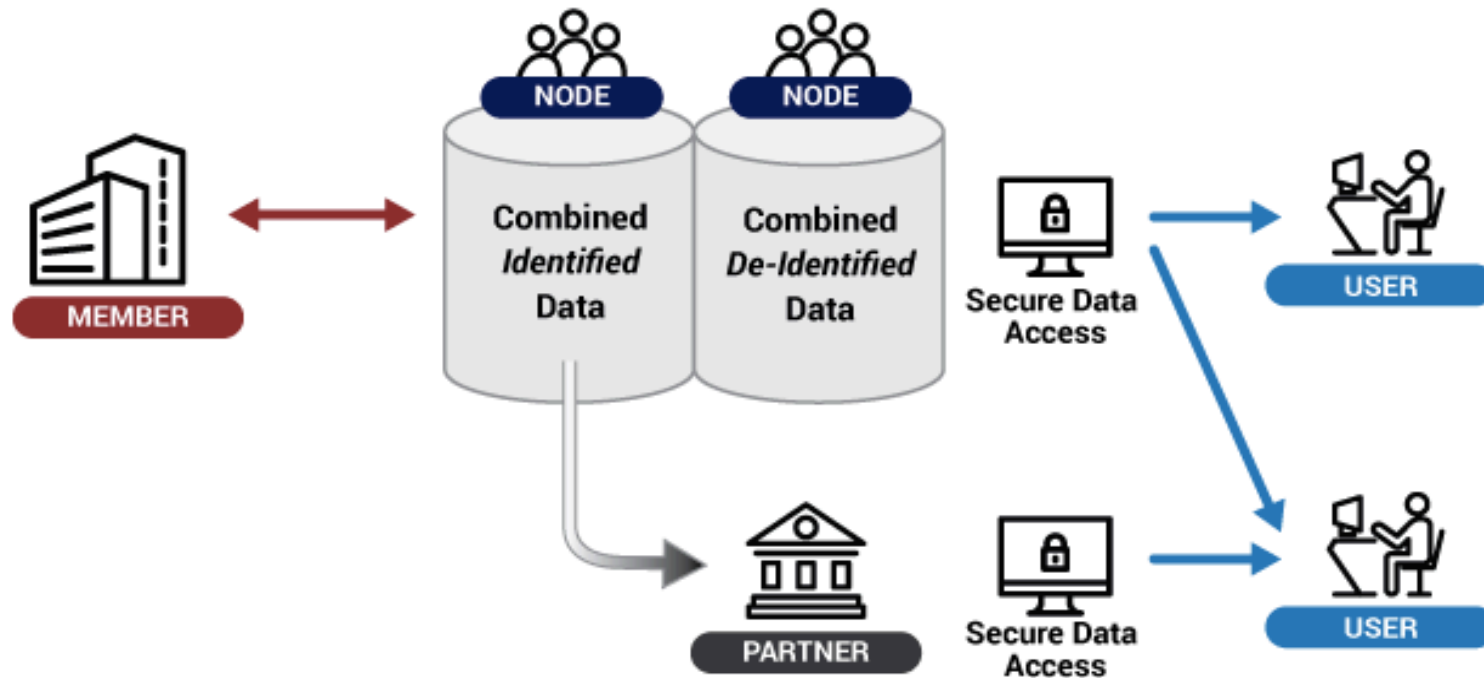 NODE
NODE
Combined
Identified
Data
Combined
De-Identified
Data
MEMBER
Secure Data
Access
USER
PARTNER
Secure Data
Access
USER